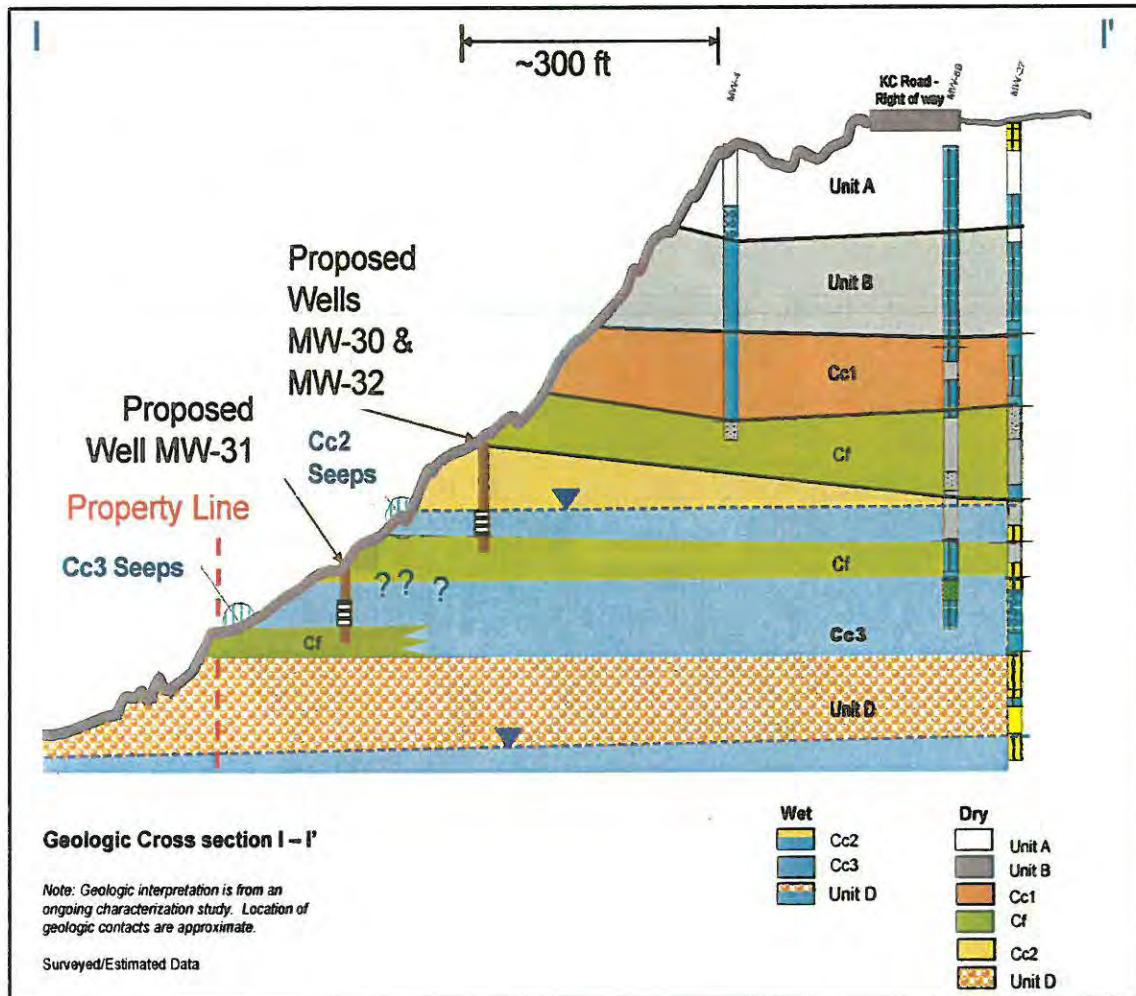 I
I'
~300 ft
MW-4
KC Road -
Right of way
Unit A
Proposed
Wells
MW-30 &
MW-32
Unit B
Cc1
Proposed
Well MW-31
Cc2
Seeps
Cf
Property Line
Cc3 Seeps
Cf
? ? ?
Cc3
Cf
Unit D
Geologic Cross section I – I'
Note: Geologic interpretation is from an
ongoing characterization study. Location of
geologic contacts are approximate.
Surveyed/Estimated Data
Wet
Cc2
Cc3
Unit D
Dry
Unit A
Unit B
Cc1
Cf
Cc2
Unit D